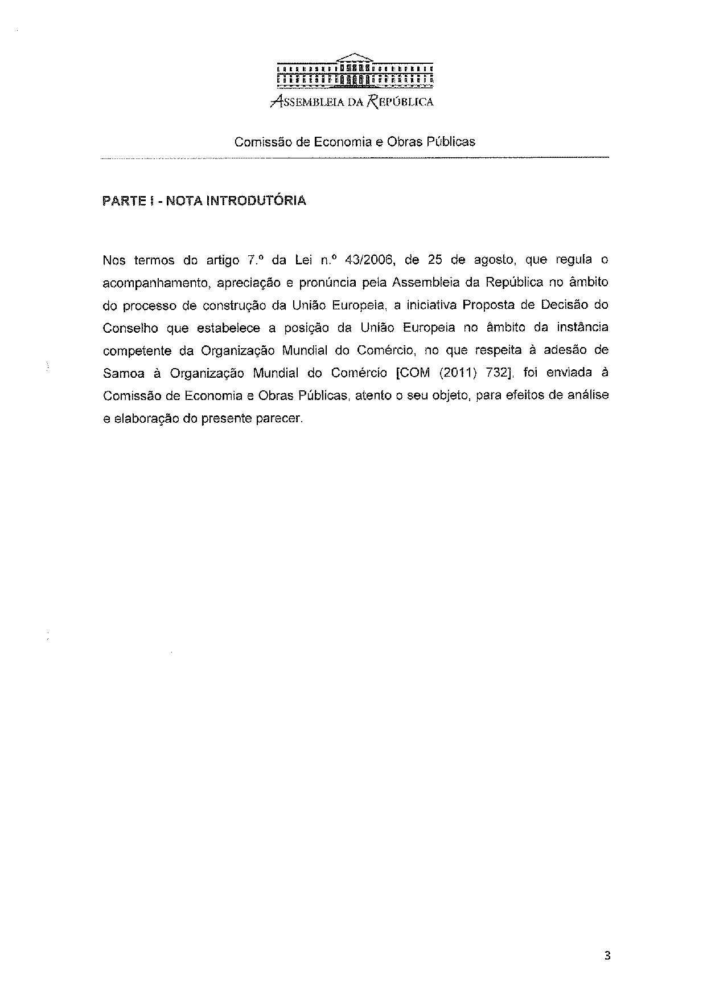 ASSEMBLEIA DA REPÚBLICA
Comissão de Economia e Obras Públicas
PARTE I - NOTA INTRODUTÓRIA
Nos termos do artigo 7.º da Lei n.º 43/2006, de 25 de agosto, que regula o
acompanhamento, apreciação e pronúncia pela Assembleia da República no âmbito
do processo de construção da União Europeia, a iniciativa Proposta de Decisão do
Conselho que estabelece a posição da União Europeia no âmbito da instância
competente da Organização Mundial do Comércio, no que respeita à adesão de
Samoa à Organização Mundial do Comércio [COM (2011) 732], foi enviada à
Comissão de Economia e Obras Públicas, atento o seu objeto, para efeitos de análise
e elaboração do presente parecer.
3